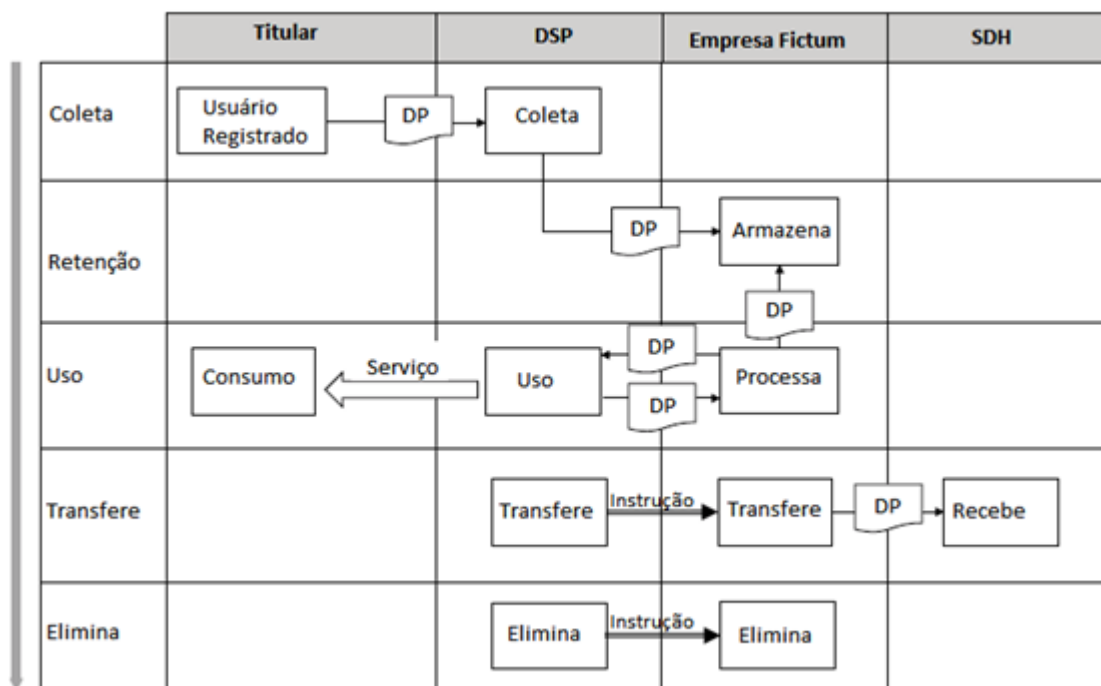 Titular
DSP
Empresa Fictum
SDH
Coleta
Usuário
Registrado
DP
Coleta
Retenção
DP
Armazena
DP
Uso
Consumo
Serviço
Uso
DP
DP
Processa
Transfere
Transfere
Instrução
Transfere
DP
Recebe
Elimina
Elimina
Instrução
Elimina